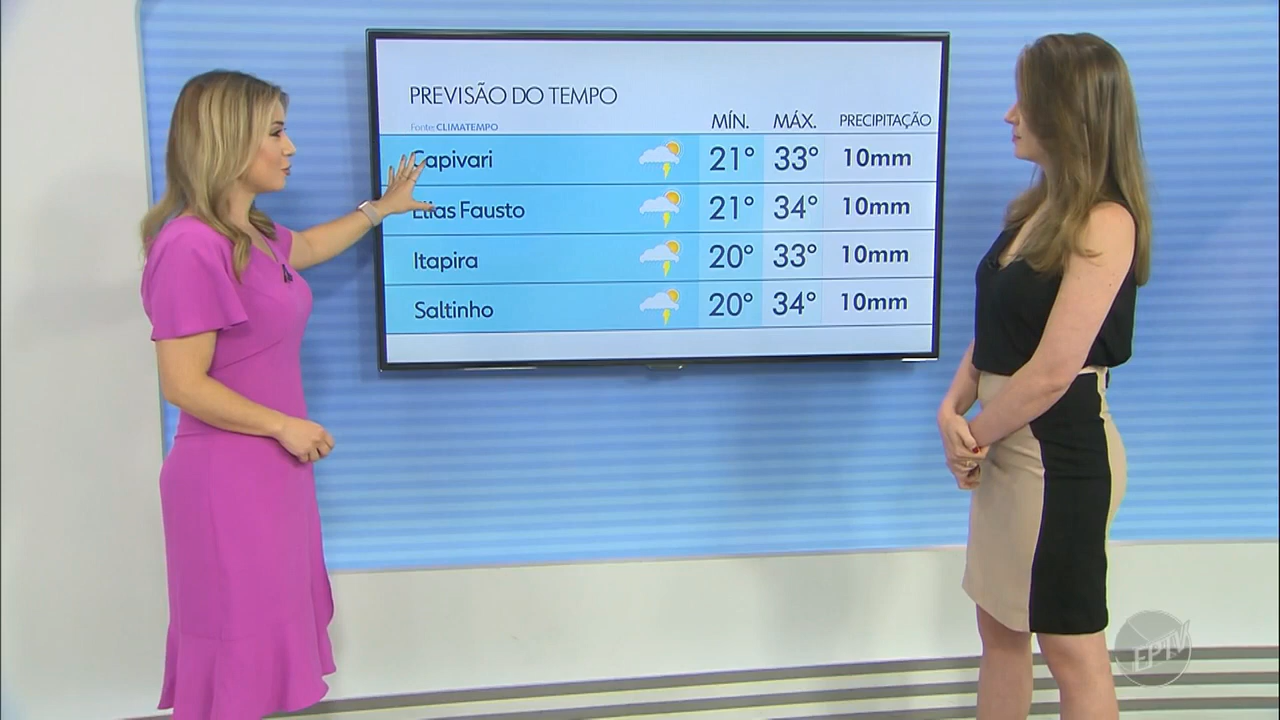 PREVISÃO DO TEMPO
Fonte: CLIMATEMPO
MÍN. MÁX. PRECIPITAÇÃO
Capivari 21° 33° 10mm
Elias Fausto 21° 34° 10mm
Itapira 20° 33° 10mm
Saltinho 20° 34° 10mm
EPTV